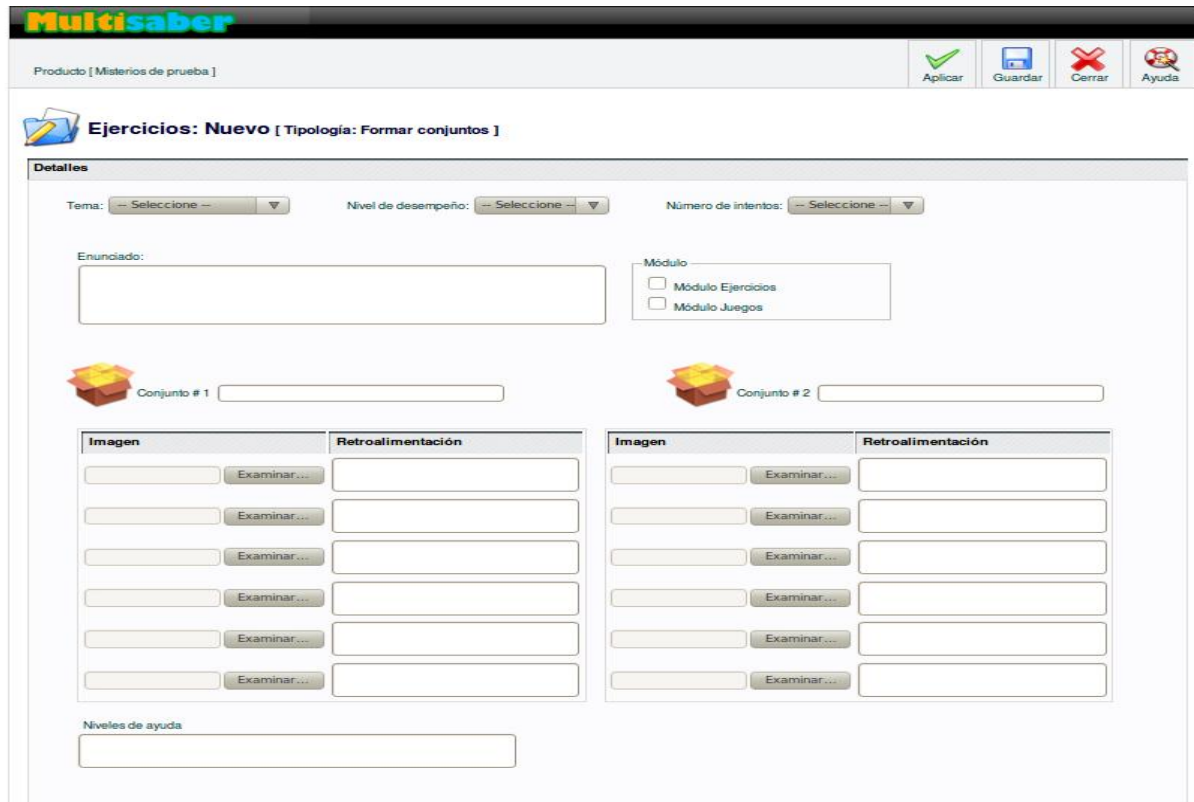 Multisaber
Producto [ Misterios de prueba ]
Aplicar Guardar Cerrar Ayuda
Ejercicios: Nuevo [ Tipología: Formar conjuntos ]
Detalles
Tema: -- Seleccione -- Nivel de desempeño: -- Seleccione -- Número de intentos: -- Seleccione --
Enunciado:
Módulo
Módulo Ejercicios
Módulo Juegos
Conjunto # 1 Conjunto # 2
Imagen Retroalimentación Imagen Retroalimentación
Examinar... Examinar...
Examinar... Examinar...
Examinar... Examinar...
Examinar... Examinar...
Examinar... Examinar...
Examinar... Examinar...
Niveles de ayuda